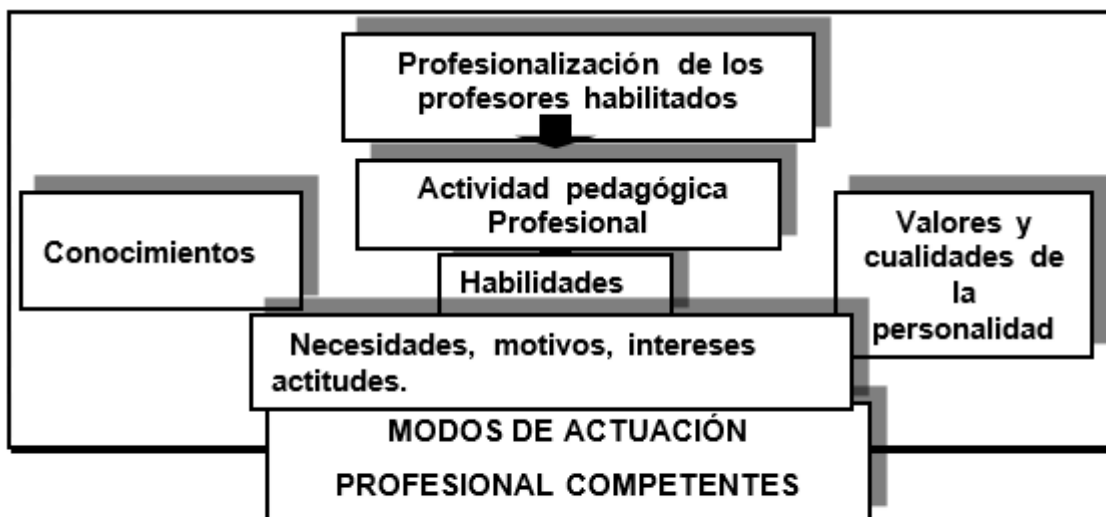 Profesionalización de los
profesores habilitados
Actividad pedagógica
Profesional
Conocimientos
Habilidades
Valores y
cualidades de
la
personalidad
Necesidades, motivos, intereses
actitudes.
MODOS DE ACTUACIÓN
PROFESIONAL COMPETENTES